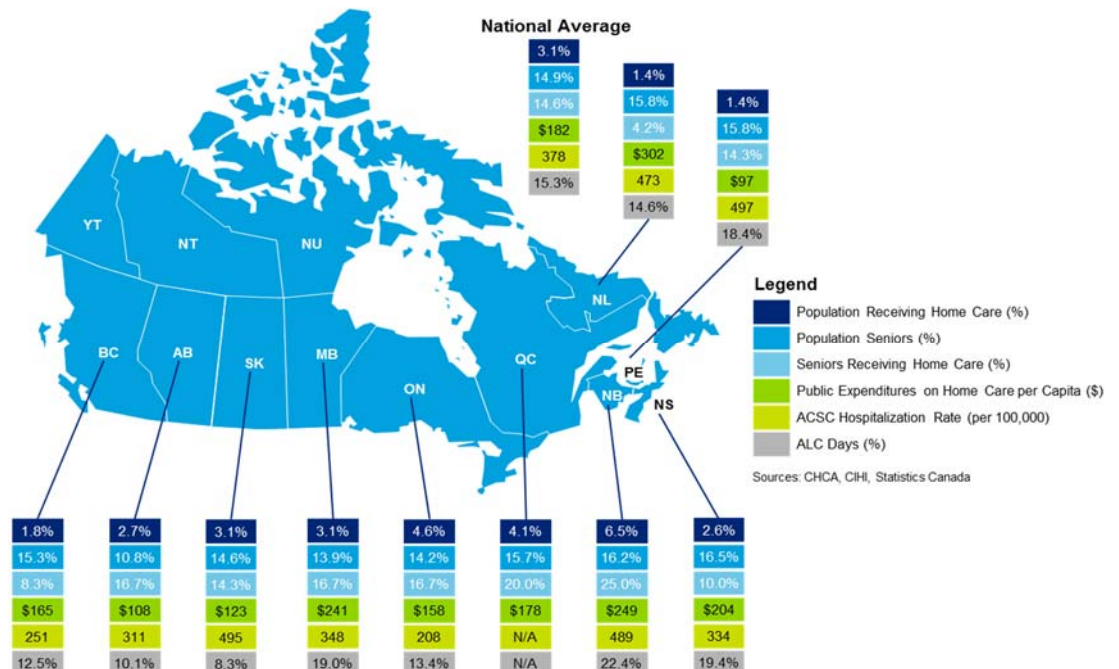 National Average
3.1%
14.9%
14.6%
$182
378
15.3%
1.4%
15.8%
4.2%
$302
473
14.6%
1.4%
15.8%
14.3%
$97
497
18.4%
YT
NT
NU
BC
AB
SK
MB
ON
QC
NL
PE
NB
NS
Legend
Population Receiving Home Care (%)
Population Seniors (%)
Seniors Receiving Home Care (%)
Public Expenditures on Home Care per Capita ($)
ACSC Hospitalization Rate (per 100,000)
ALC Days (%)
Sources: CHCA, CIHI, Statistics Canada
1.8%
15.3%
8.3%
$165
251
12.5%
2.7%
10.8%
16.7%
$108
311
10.1%
3.1%
14.6%
14.3%
$123
495
8.3%
3.1%
13.9%
16.7%
$241
348
19.0%
4.6%
14.2%
16.7%
$158
208
13.4%
4.1%
15.7%
20.0%
$178
N/A
N/A
6.5%
16.2%
25.0%
$249
489
22.4%
2.6%
16.5%
10.0%
$204
334
19.4%